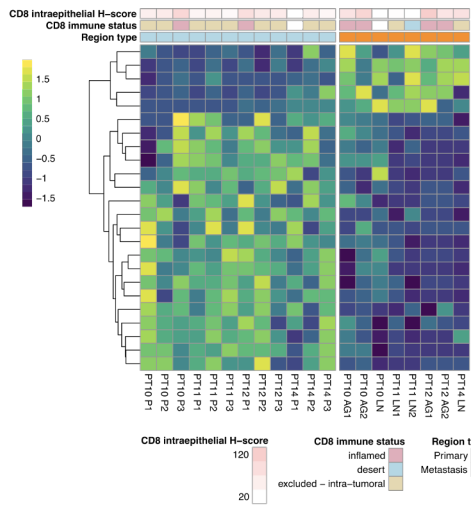 CD8 intraepithelial H-score
CD8 immune status
Region type
1.5
1
0.5
0
−0.5
−1
−1.5
PT10 P1
PT10 P2
PT10 P3
PT11 P1
PT11 P2
PT11 P3
PT12 P1
PT12 P2
PT12 P3
PT14 P1
PT14 P2
PT14 P3
PT10 AG1
PT10 AG2
PT10 LN
PT11 LN1
PT11 LN2
PT12 AG1
PT12 AG2
PT14 LN
CD8 intraepithelial H-score
120
20
CD8 immune status
inflamed
desert
excluded − intra−tumoral
Region t
Primary
Metastasis